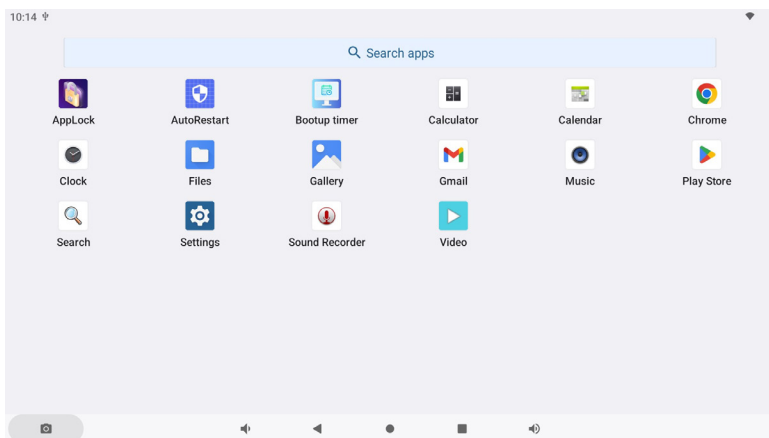 10:14
Search apps
AppLock AutoRestart Bootup timer Calculator Calendar Chrome
Clock Files Gallery Gmail Music Play Store
Search Settings Sound Recorder Video